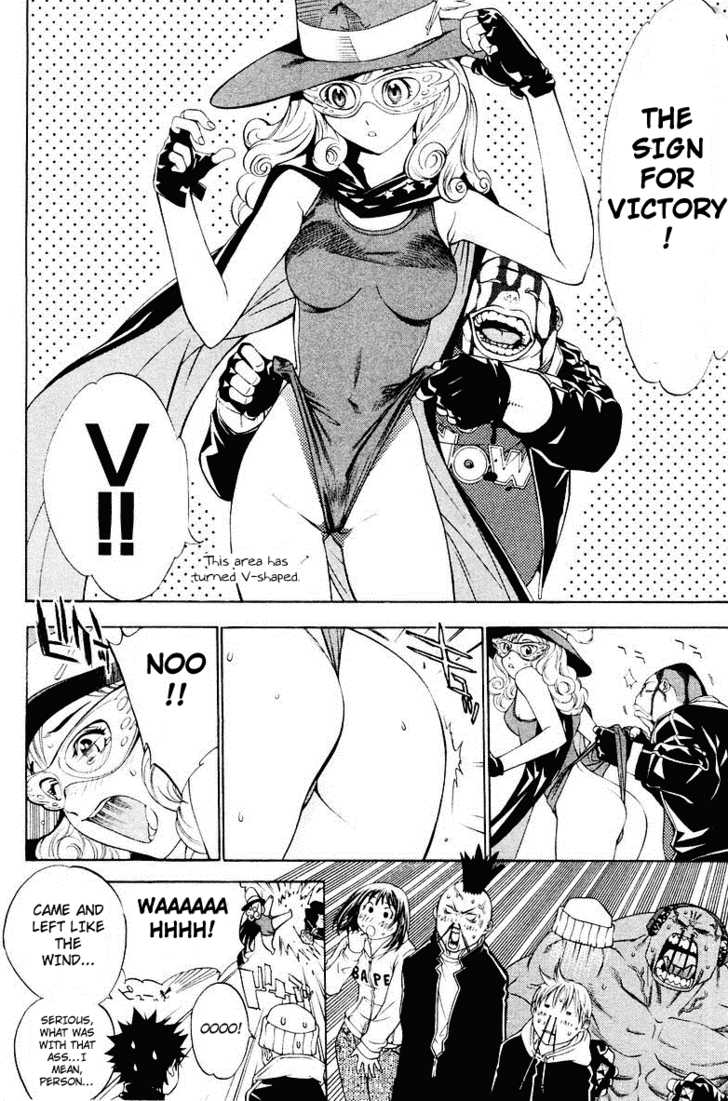 THE
SIGN
FOR
VICTORY
!
V
!!
This area has
turned V-shaped.
NOO
!!
BAPE
WAAAAAA
HHHH!
OOOO!
CAME AND
LEFT LIKE
THE
WIND...
SERIOUS,
WHAT WAS
WITH THAT
ASS...I
MEAN,
PERSON...